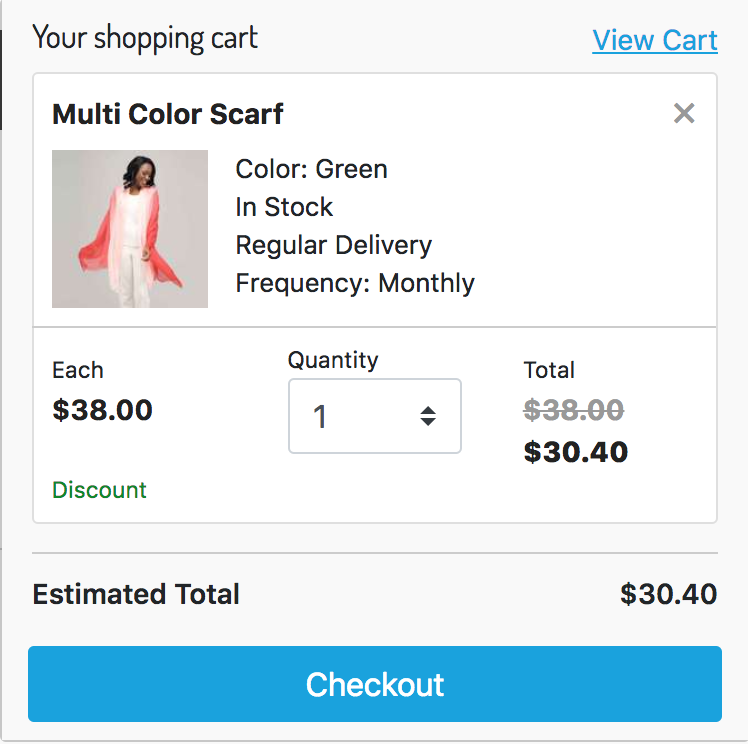 Your shopping cart
View Cart
Multi Color Scarf
Color: Green
In Stock
Regular Delivery
Frequency: Monthly
Each
Quantity
Total
$38.00
1
$38.00
$30.40
Discount
Estimated Total
$30.40
Checkout